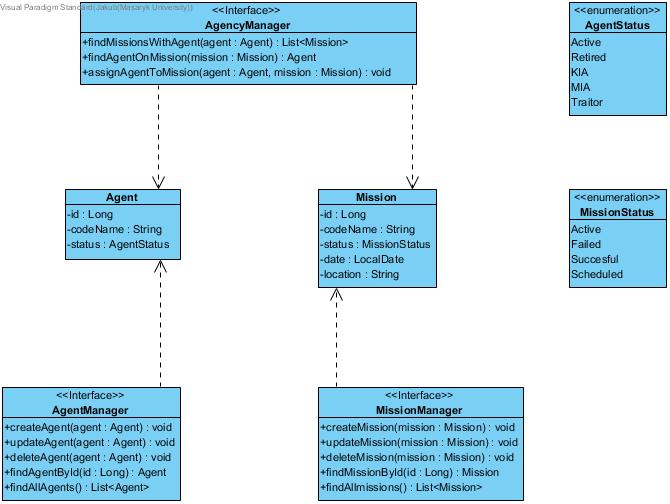 Visual Paradigm Standard(Jakub(Masaryk University))
<<Interface>>
AgencyManager
+findMissionsWithAgent(agent : Agent) : List<Mission>
+findAgentOnMission(mission : Mission) : Agent
+assignAgentToMission(agent : Agent, mission : Mission) : void
<<enumeration>>
AgentStatus
Active
Retired
KIA
MIA
Traitor
Agent
-id : Long
-codeName : String
-status : AgentStatus
Mission
-id : Long
-codeName : String
-status : MissionStatus
-date : LocalDate
-location : String
<<enumeration>>
MissionStatus
Active
Failed
Succesful
Scheduled
<<Interface>>
AgentManager
+createAgent(agent : Agent) : void
+updateAgent(agent : Agent) : void
+deleteAgent(agent : Agent) : void
+findAgentById(id : Long) : Agent
+findAllAgents() : List<Agent>
<<Interface>>
MissionManager
+createMission(mission : Mission) : void
+updateMission(mission : Mission) : void
+deleteMission(mission : Mission) : void
+findMissionById(id : Long) : Mission
+findAllmissions() : List<Mission>